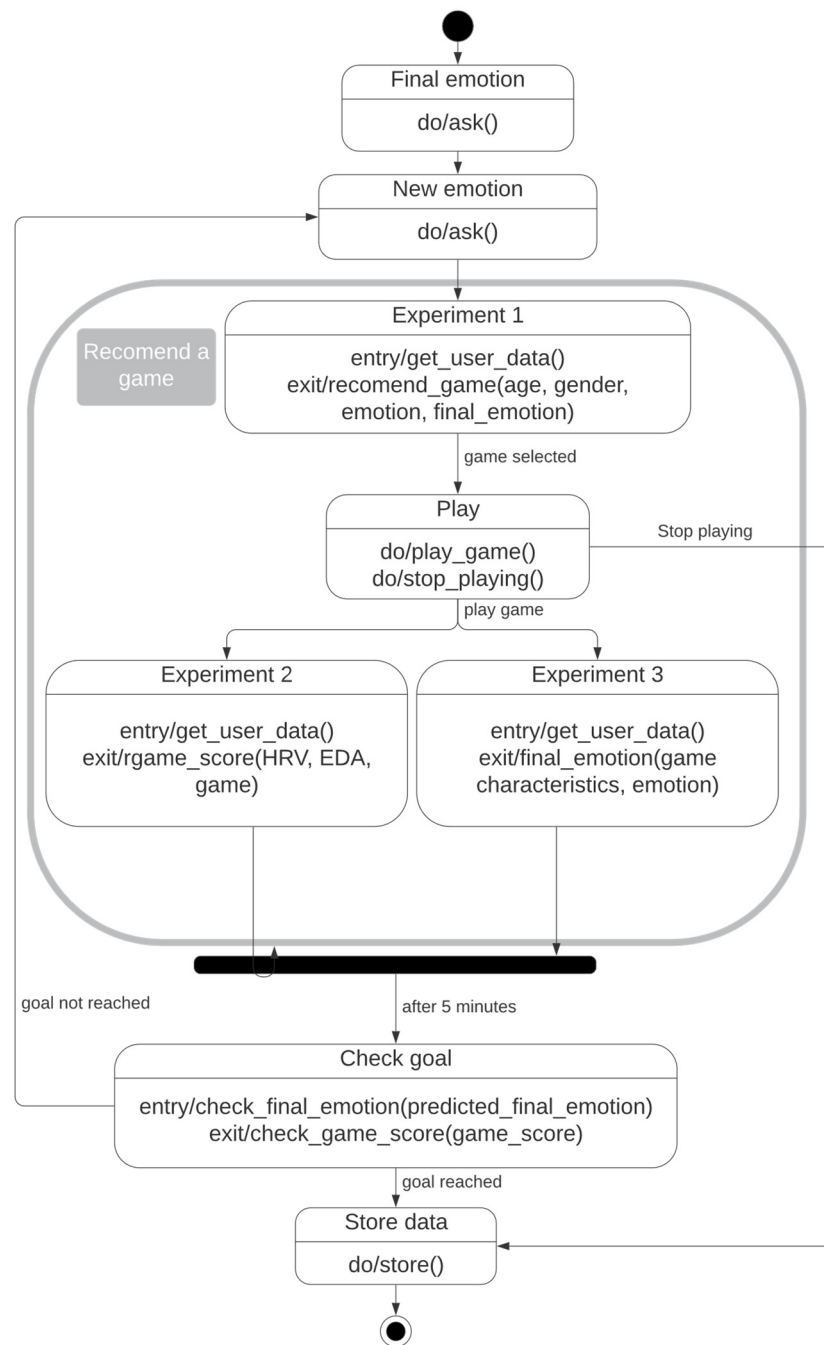 Final emotion
do/ask()
New emotion
do/ask()
Recomend a
game
Experiment 1
entry/get_user_data()
exit/recomend_game(age, gender,
emotion, final_emotion)
game selected
Play
do/play_game()
do/stop_playing()
Stop playing
play game
Experiment 2
entry/get_user_data()
exit/rgame_score(HRV, EDA,
game)
Experiment 3
entry/get_user_data()
exit/final_emotion(game
characteristics, emotion)
goal not reached
after 5 minutes
Check goal
entry/check_final_emotion(predicted_final_emotion)
exit/check_game_score(game_score)
goal reached
Store data
do/store()